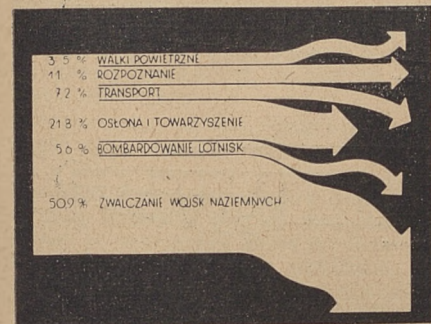 3 5 % WALKI POWIETRZNE
11 % ROZPOZNANIE
7 2 % TRANSPORT
21 8 % OSŁONA I TOWARZYSZENIE
5 6 % BOMBARDOWANIE LOTNISK
50,9 % ZWALCZANIE WOJSK NAZIEMNYCH